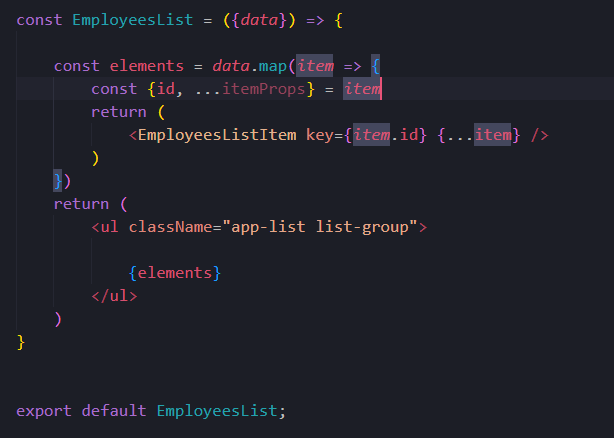 const EmployeesList = ({data}) => {
const elements = data.map(item => {
const {id, ...itemProps} = item
return (
<EmployeesListItem key={item.id} {...item} />
)
})
return (
<ul className="app-list list-group">
{elements}
</ul>
)
}
export default EmployeesList;